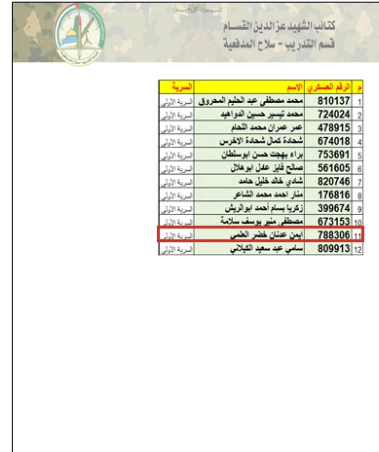 كتائب الشهيد عز الدين القسام
قسم التدريب - سلاح المدفعية
م الرقم العسكري الاسم السرية
1 810137 محمد مصطفى عبد الحليم المحروق السرية الأولى
2 724024 محمد تيسير حسين الدواهيد السرية الأولى
3 478915 عمر عمران محمد اللحام السرية الأولى
4 674018 شحادة كمال شحادة الاخرس السرية الأولى
5 753691 براء بهجت حسن ابوسلطان السرية الأولى
6 561605 صالح فايز عادل ابوهلال السرية الأولى
7 820746 شادي خالد خليل حامد السرية الأولى
8 176816 منار احمد محمد الشاعر السرية الأولى
9 399674 زكريا بسام أحمد ابوالريش السرية الأولى
10 673153 مصطفى منير يوسف سلامة السرية الأولى
11 788306 ايمن عدنان خضر العلمي السرية الأولى
12 809913 سامي عبد سعيد الكيلاني السرية الأولى